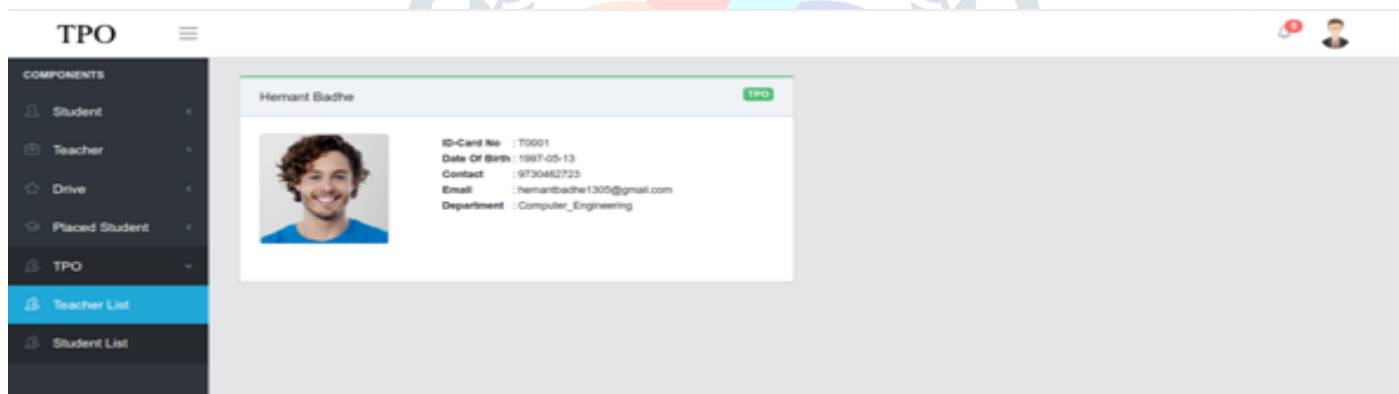 TPO
COMPONENTS
Student
Teacher
Drive
Placed Student
TPO
Teacher List
Student List
Hemant Badhe
TPO
ID-Card No : T0001
Date Of Birth : 1997-05-13
Contact : 9730462723
Email : hemantbadhe1305@gmail.com
Department : Computer_Engineering